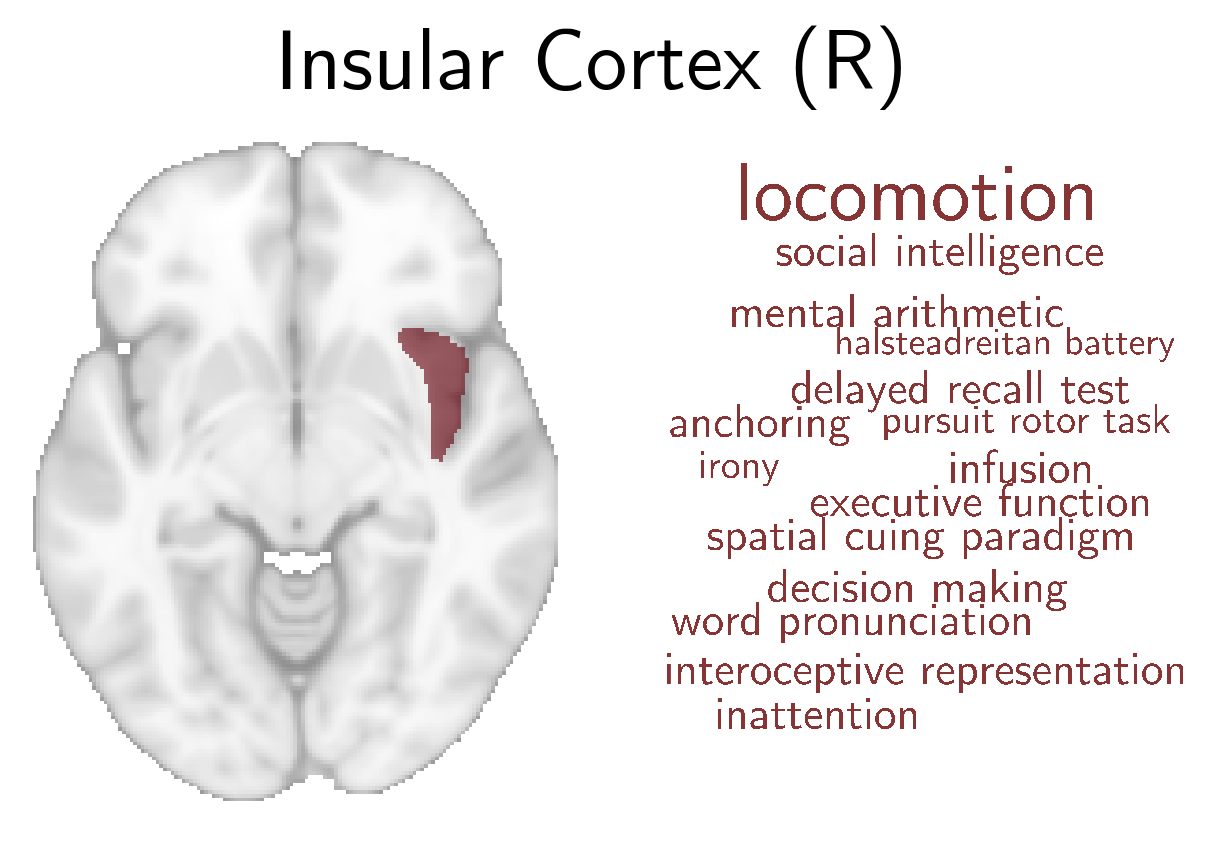 Insular Cortex (R)
locomotion
social intelligence
mental arithmetic
halsteadreitan battery
delayed recall test
anchoring pursuit rotor task
irony infusion
executive function
spatial cuing paradigm
decision making
word pronunciation
interoceptive representation
inattention